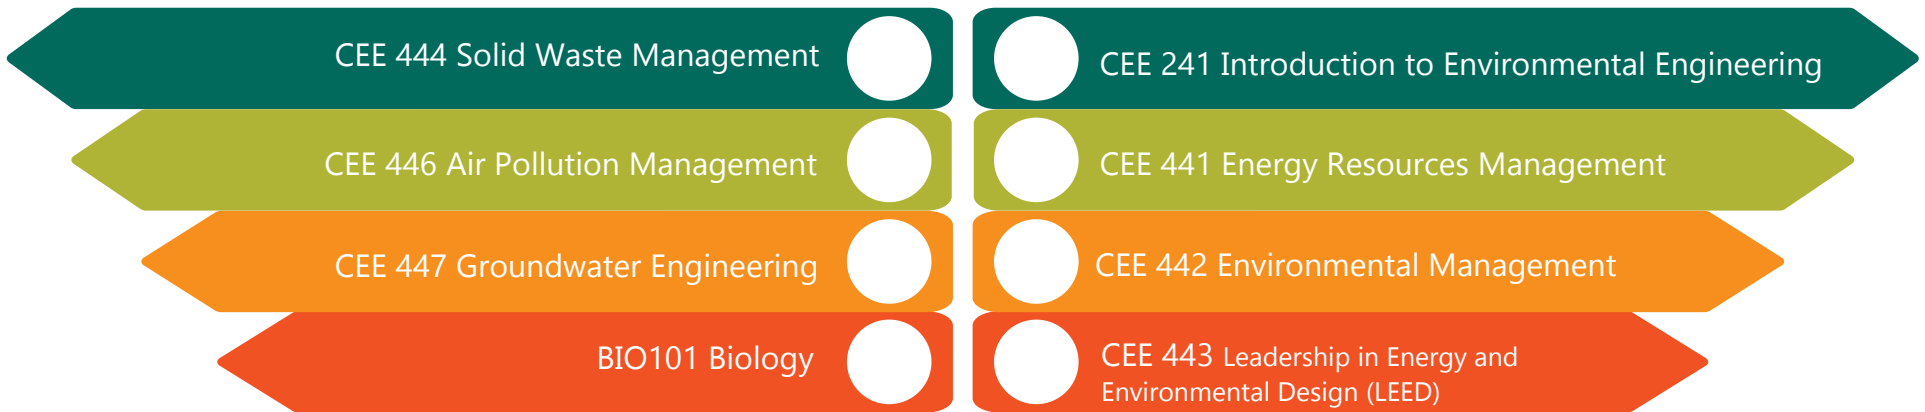 CEE 444 Solid Waste Management
CEE 241 Introduction to Environmental Engineering
CEE 446 Air Pollution Management
CEE 441 Energy Resources Management
CEE 447 Groundwater Engineering
CEE 442 Environmental Management
BIO101 Biology
CEE 443 Leadership in Energy and
Environmental Design (LEED)